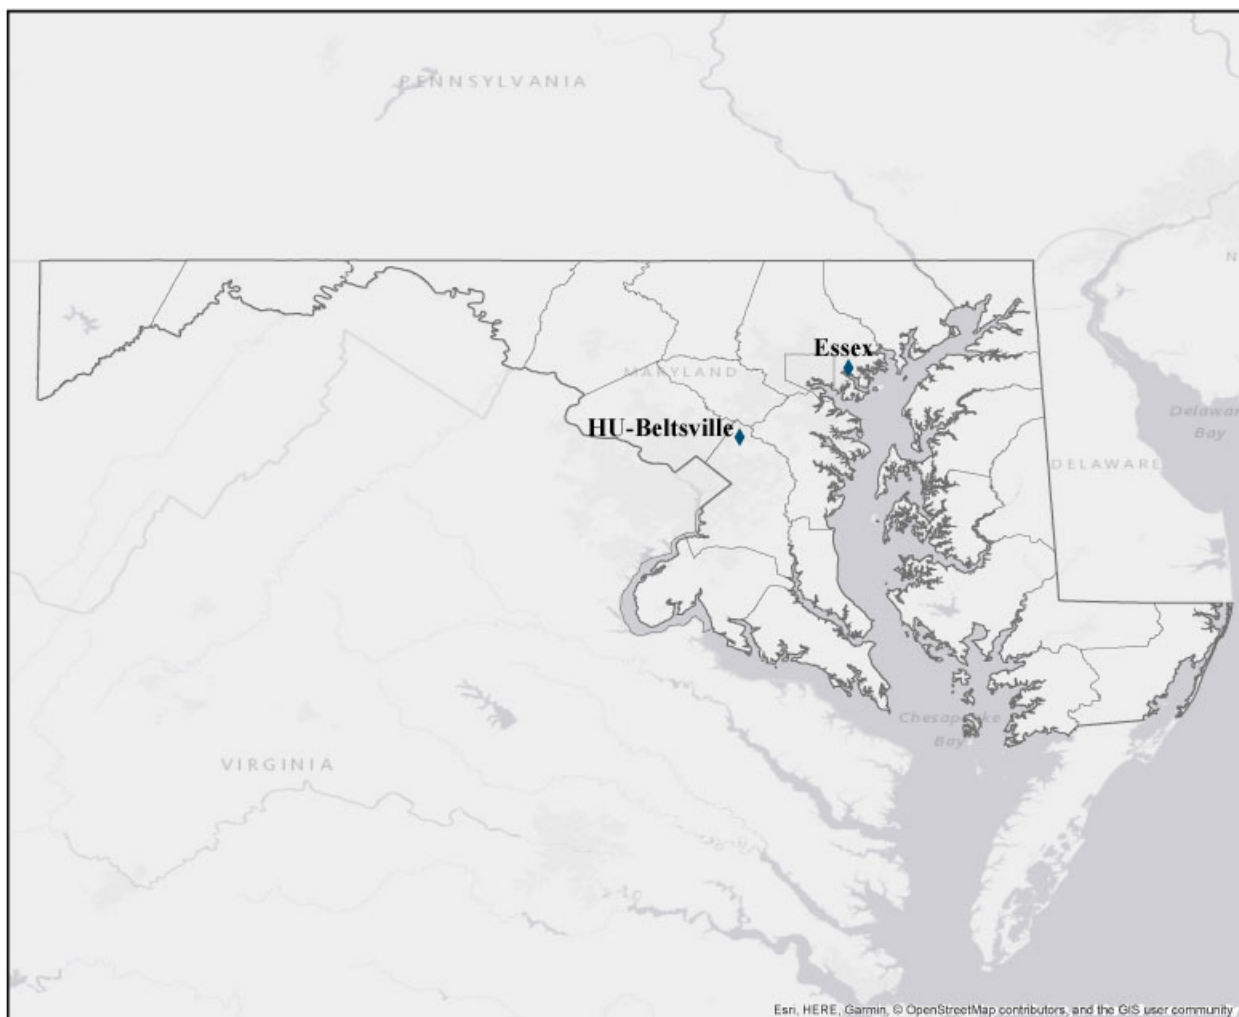 PENNSYLVANIA
N
Essex
MARYLAND
HU-Beltsville
Delawar
Bay
DELAWARE
Chesapeake
Bay
VIRGINIA
Esri, HERE, Garmin, © OpenStreetMap contributors, and the GIS user community